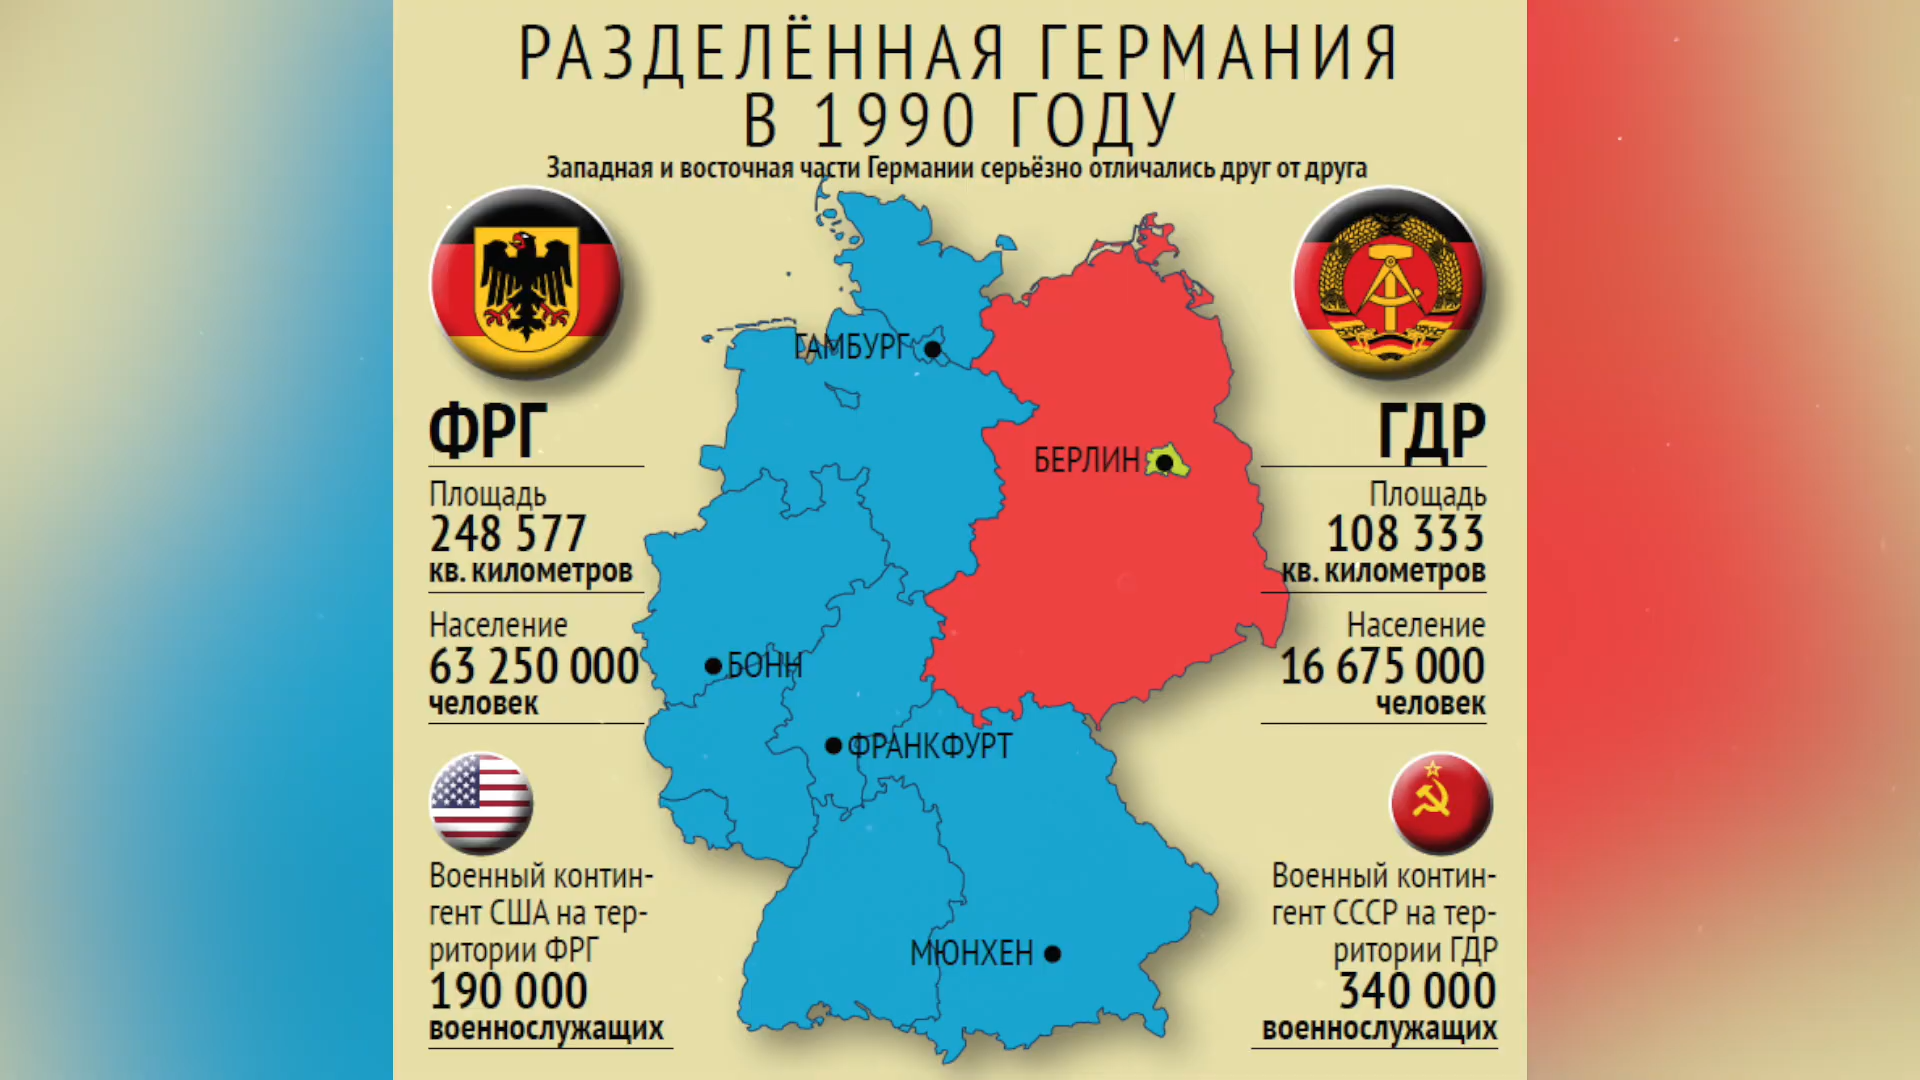 РАЗДЕЛЁННАЯ ГЕРМАНИЯ
В 1990 ГОДУ
Западная и восточная части Германии серьёзно отличались друг от друга
ФРГ
Площадь
248 577
кв. километров
Население
63 250 000
человек
Военный контин-
гент США на тер-
ритории ФРГ
190 000
военнослужащих
ГАМБУРГ
БЕРЛИН
БОНН
ФРАНКФУРТ
МЮНХЕН
ГДР
Площадь
108 333
кв. километров
Население
16 675 000
человек
Военный контин-
гент СССР на тер-
ритории ГДР
340 000
военнослужащих